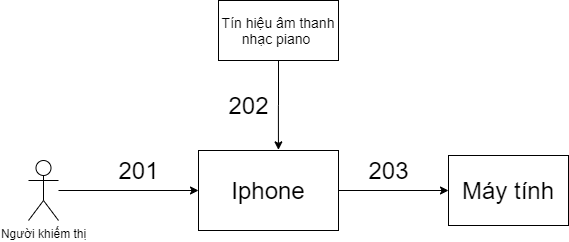 Tín hiệu âm thanh
nhạc piano
202
201
Iphone
203
Máy tính
Người khiếm thị